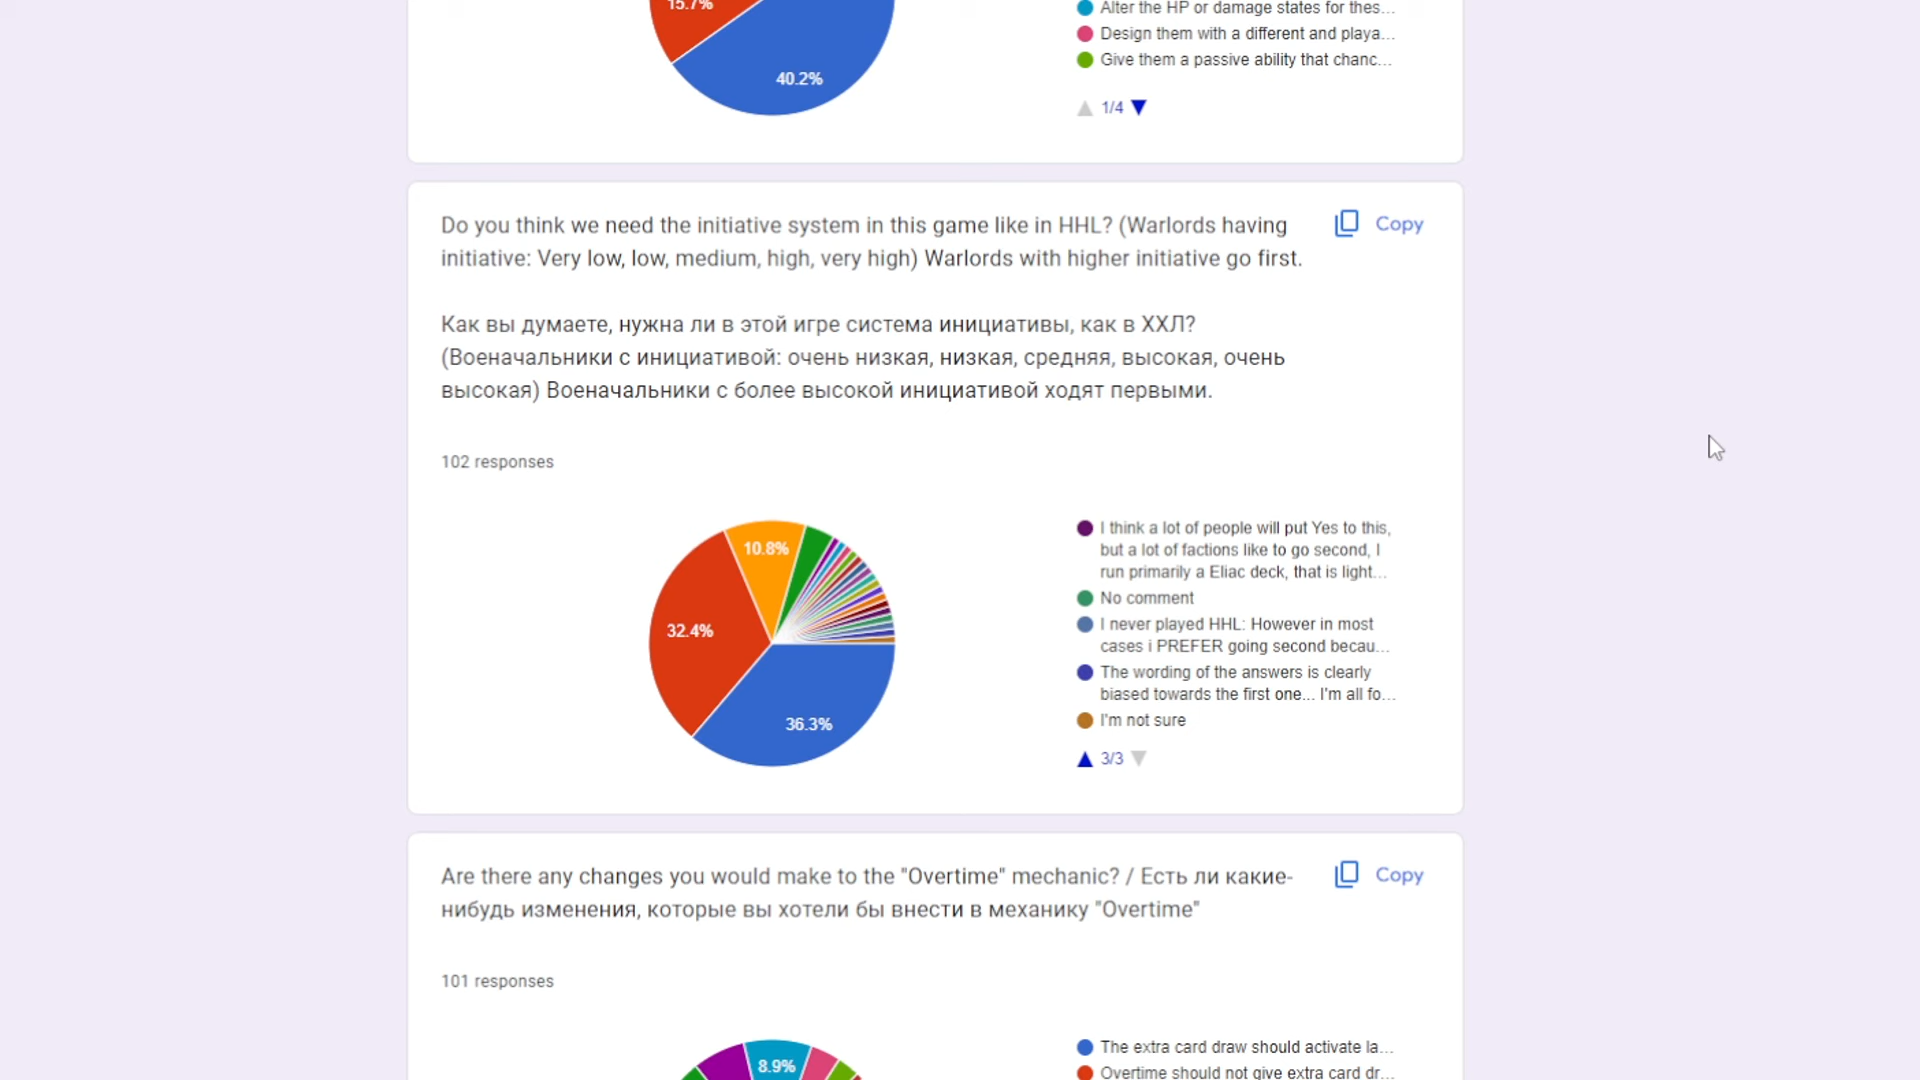 15.7%
40.2%
Alter the HP or damage states for thes...
Design them with a different and playa...
Give them a passive ability that chanc...
1/4
Do you think we need the initiative system in this game like in HHL? (Warlords having
initiative: Very low, low, medium, high, very high) Warlords with higher initiative go first.
Copy
Как вы думаете, нужна ли в этой игре система инициативы, как в ХХЛ?
(Военачальники с инициативой: очень низкая, низкая, средняя, высокая, очень
высокая) Военачальники с более высокой инициативой ходят первыми.
102 responses
10.8%
32.4%
36.3%
I think a lot of people will put Yes to this,
but a lot of factions like to go second, I
run primarily a Eliac deck, that is light...
No comment
I never played HHL: However in most
cases i PREFER going second becau...
The wording of the answers is clearly
biased towards the first one... I'm all fo...
I'm not sure
3/3
Are there any changes you would make to the "Overtime" mechanic? / Есть ли какие-
нибудь изменения, которые вы хотели бы внести в механику "Overtime"
Copy
101 responses
8.9%
The extra card draw should activate la...
Overtime should not give extra card dr...